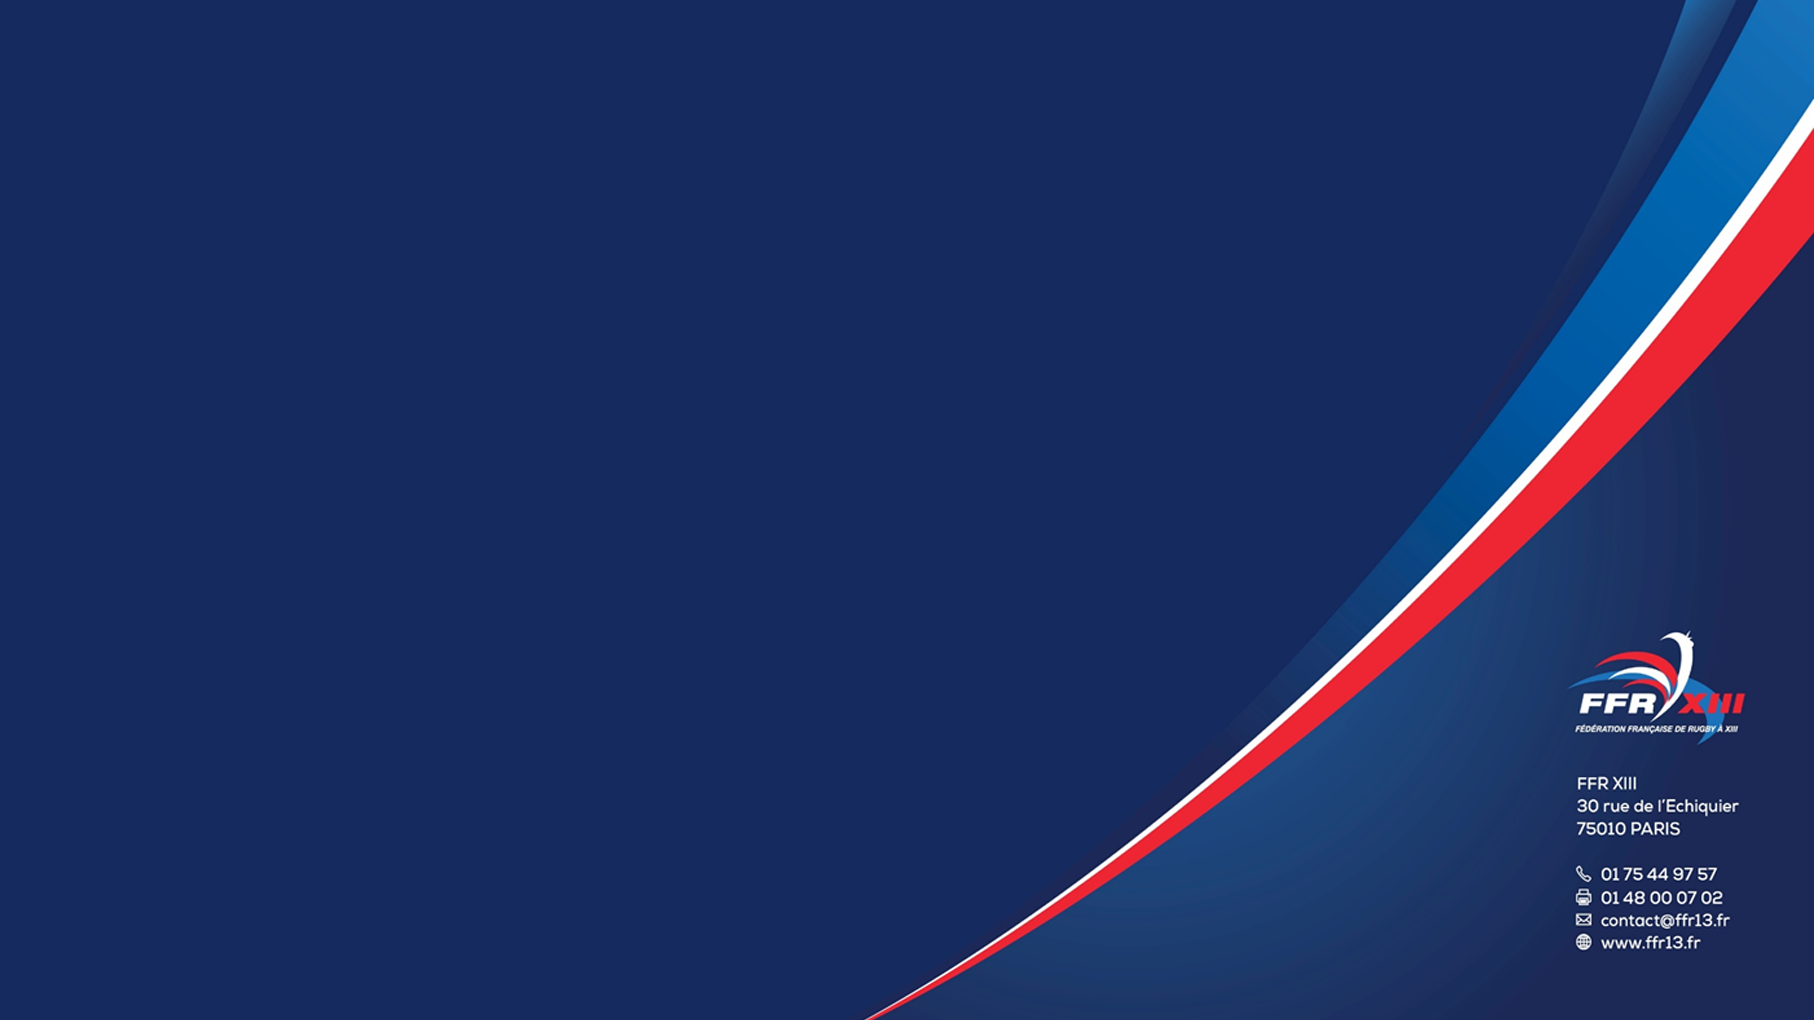 FFR XIII
FÉDÉRATION FRANÇAISE DE RUGBY À XIII
FFR XIII
30 rue de l'Echiquier
75010 PARIS
01 75 44 97 57
01 48 00 07 02
contact@ffr13.fr
www.ffr13.fr